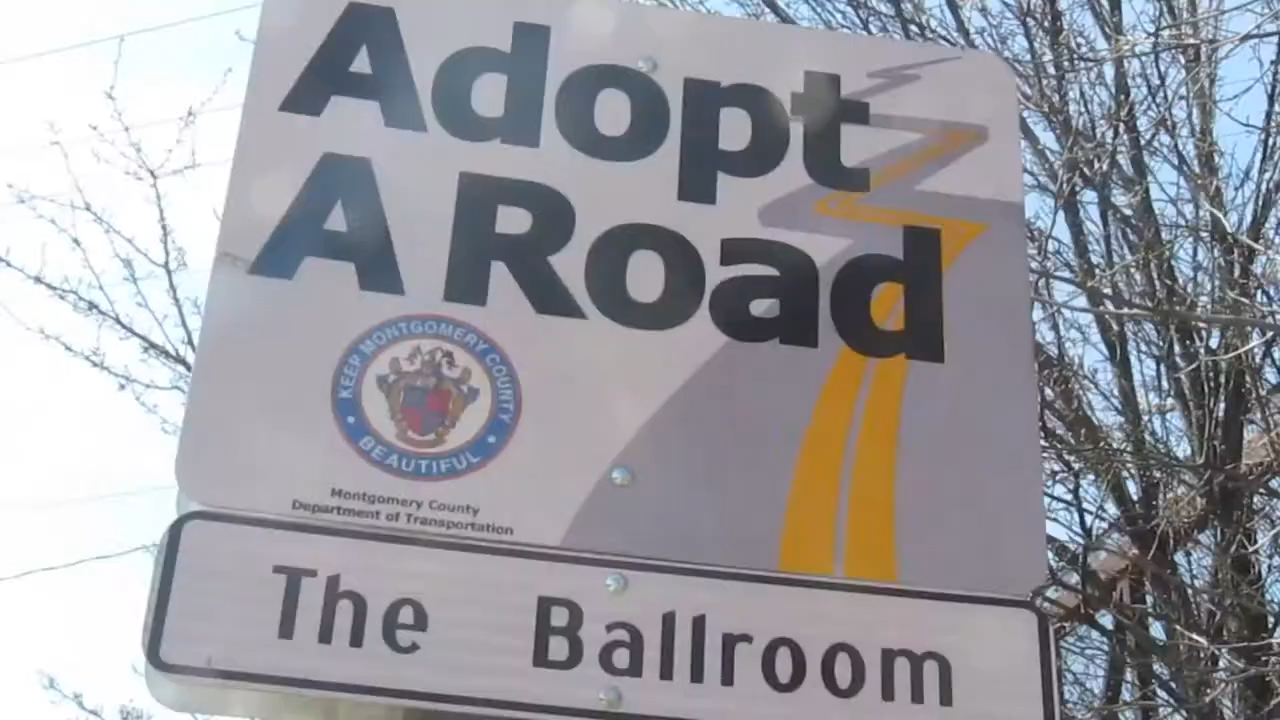 Adopt
A Road
KEEP MONTGOMERY COUNTY
BEAUTIFUL
Montgomery County
Department of Transportation
The Ballroom